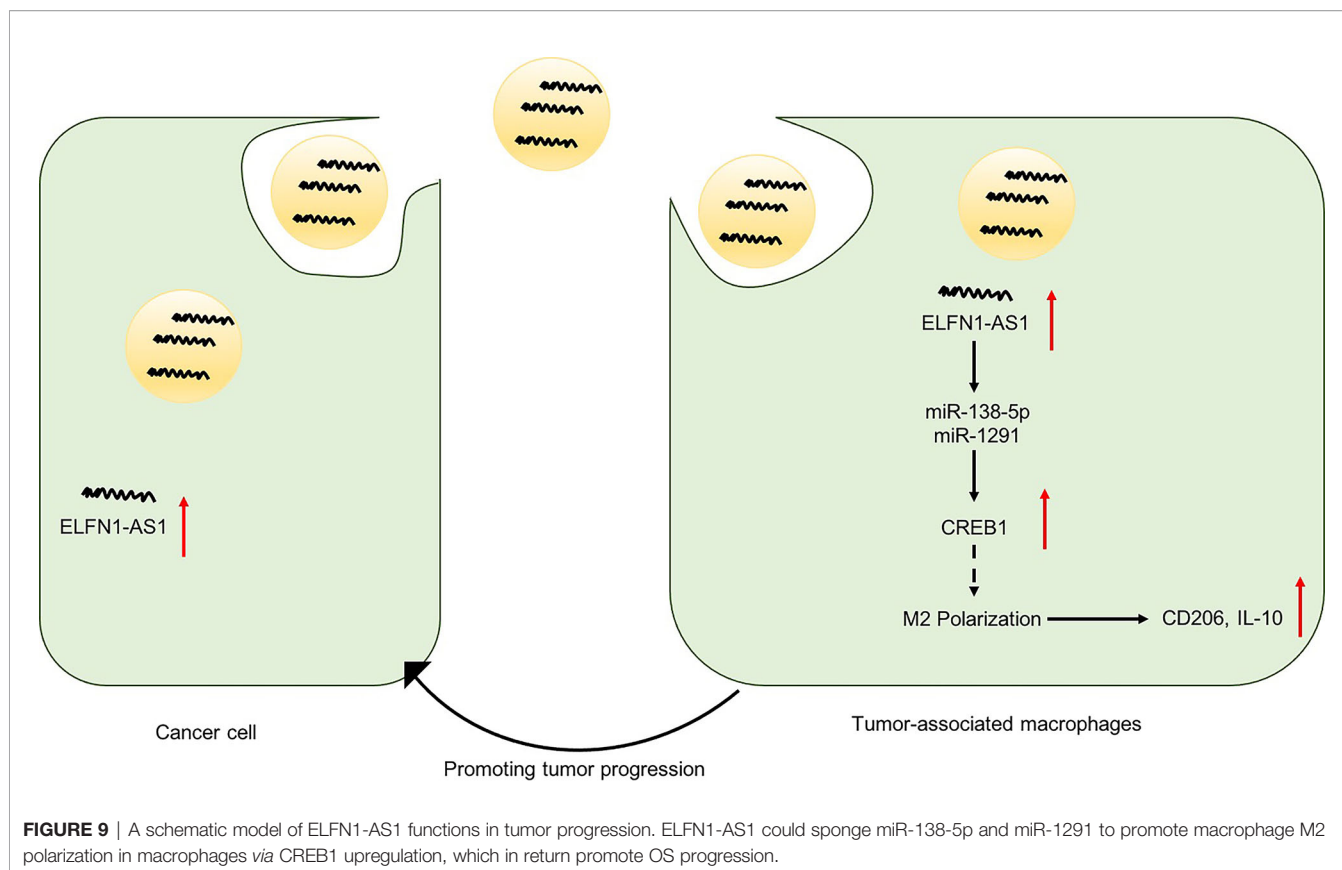 ELFN1-AS1
ELFN1-AS1
miR-138-5p
miR-1291
CREB1
M2 Polarization
CD206, IL-10
Cancer cell
Tumor-associated macrophages
Promoting tumor progression
FIGURE 9 | A schematic model of ELFN1-AS1 functions in tumor progression. ELFN1-AS1 could sponge miR-138-5p and miR-1291 to promote macrophage M2
polarization in macrophages via CREB1 upregulation, which in return promote OS progression.